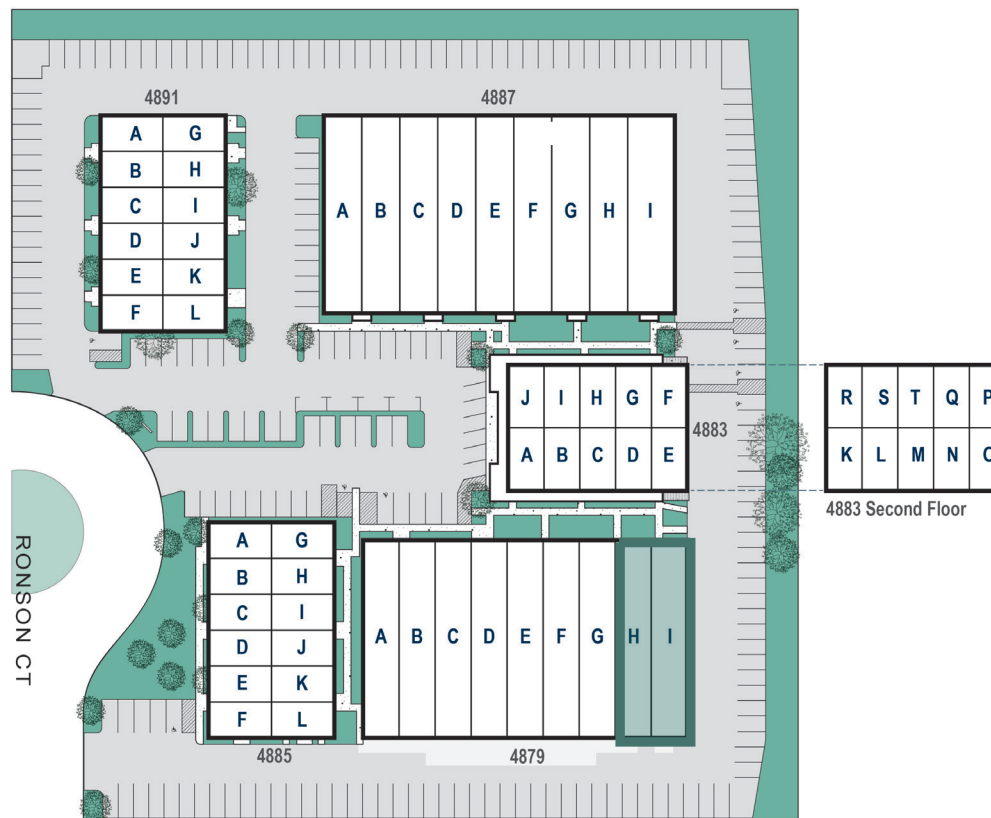 4891
4887
A G
B H
C I
D J
E K
F L
A B C D E F G H I
J I H G F
A B C D E
4883
R S T Q P
K L M N
4883 Second Floor
RONSON CT
A G
B H
C I
D J
E K
F L
A B C D E F G H I
4885
4879